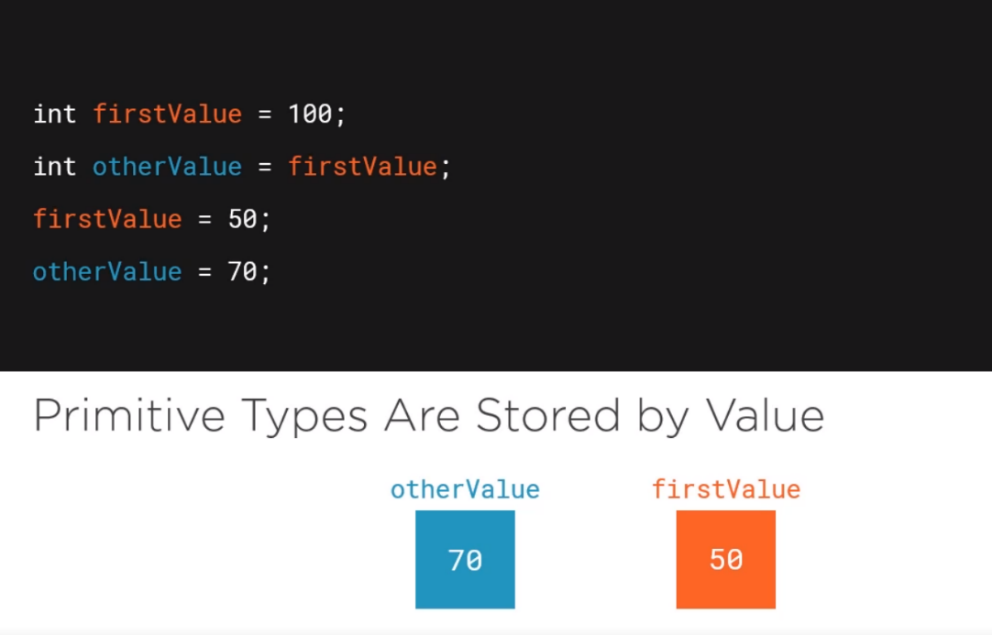 int firstValue = 100;
int otherValue = firstValue;
firstValue = 50;
otherValue = 70;
Primitive Types Are Stored by Value
otherValue firstValue
70 50